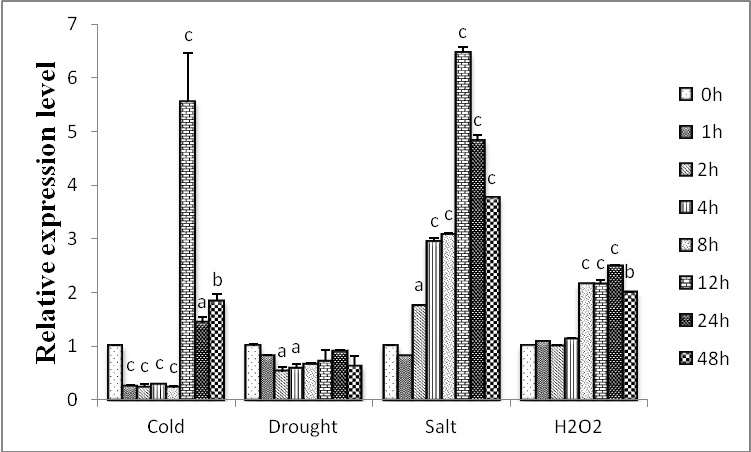 Relative expression level
7
6
5
4
3
2
1
0
c c c c c a b
a a
a c c c c c
c c c b
Cold Drought Salt H2O2
0h
1h
2h
4h
8h
12h
24h
48h